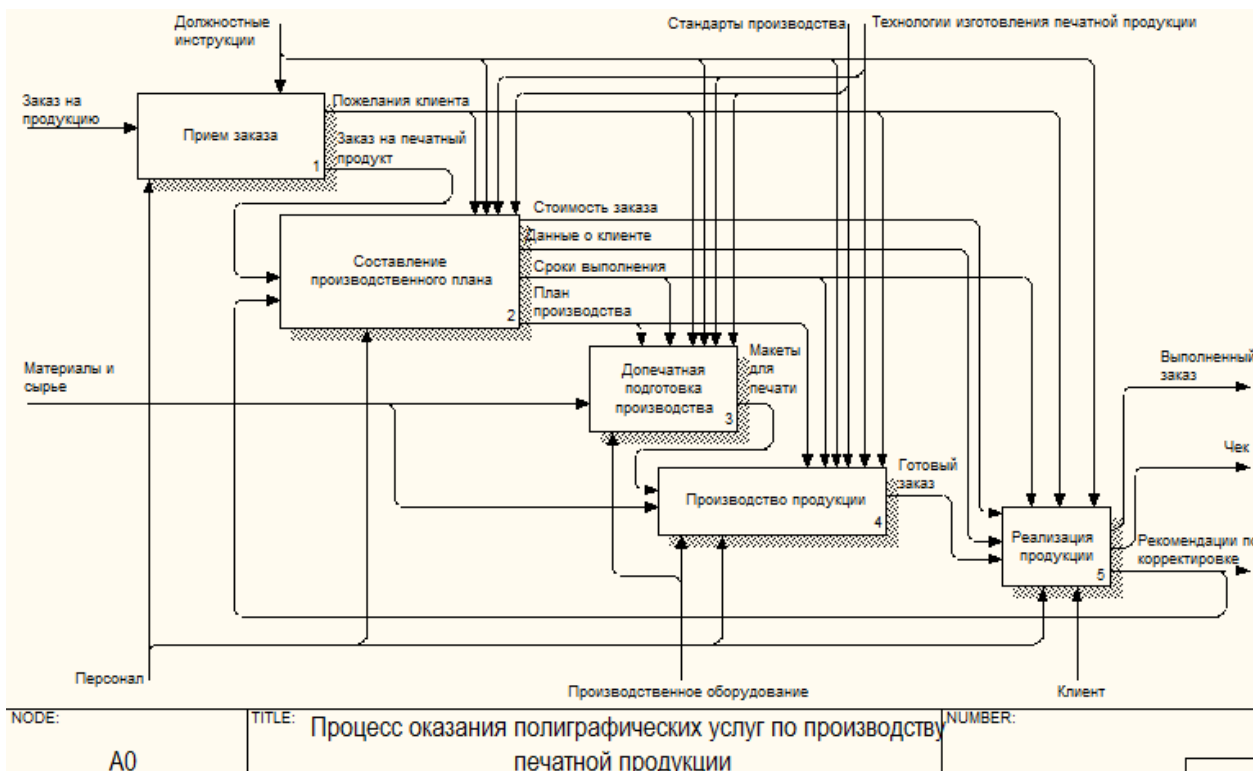 Должностные
инструкции
Стандарты производства
Технологии изготовления печатной продукции
Заказ на
продукцию
Прием заказа
1
Пожелания клиента
Заказ на печатный
продукт
Составление
производственного плана
2
Стоимость заказа
Данные о клиенте
Сроки выполнения
План
производства
Материалы и
сырье
Допечатная
подготовка
производства
3
Макеты
для
печати
Выполненный
заказ
Производство продукции
4
Готовый
заказ
Чек
Реализация
продукции
5
Рекомендации по
корректировке
Персонал
Производственное оборудование
Клиент
NODE:
A0
TITLE:
Процесс оказания полиграфических услуг по производству
печатной продукции
NUMBER: